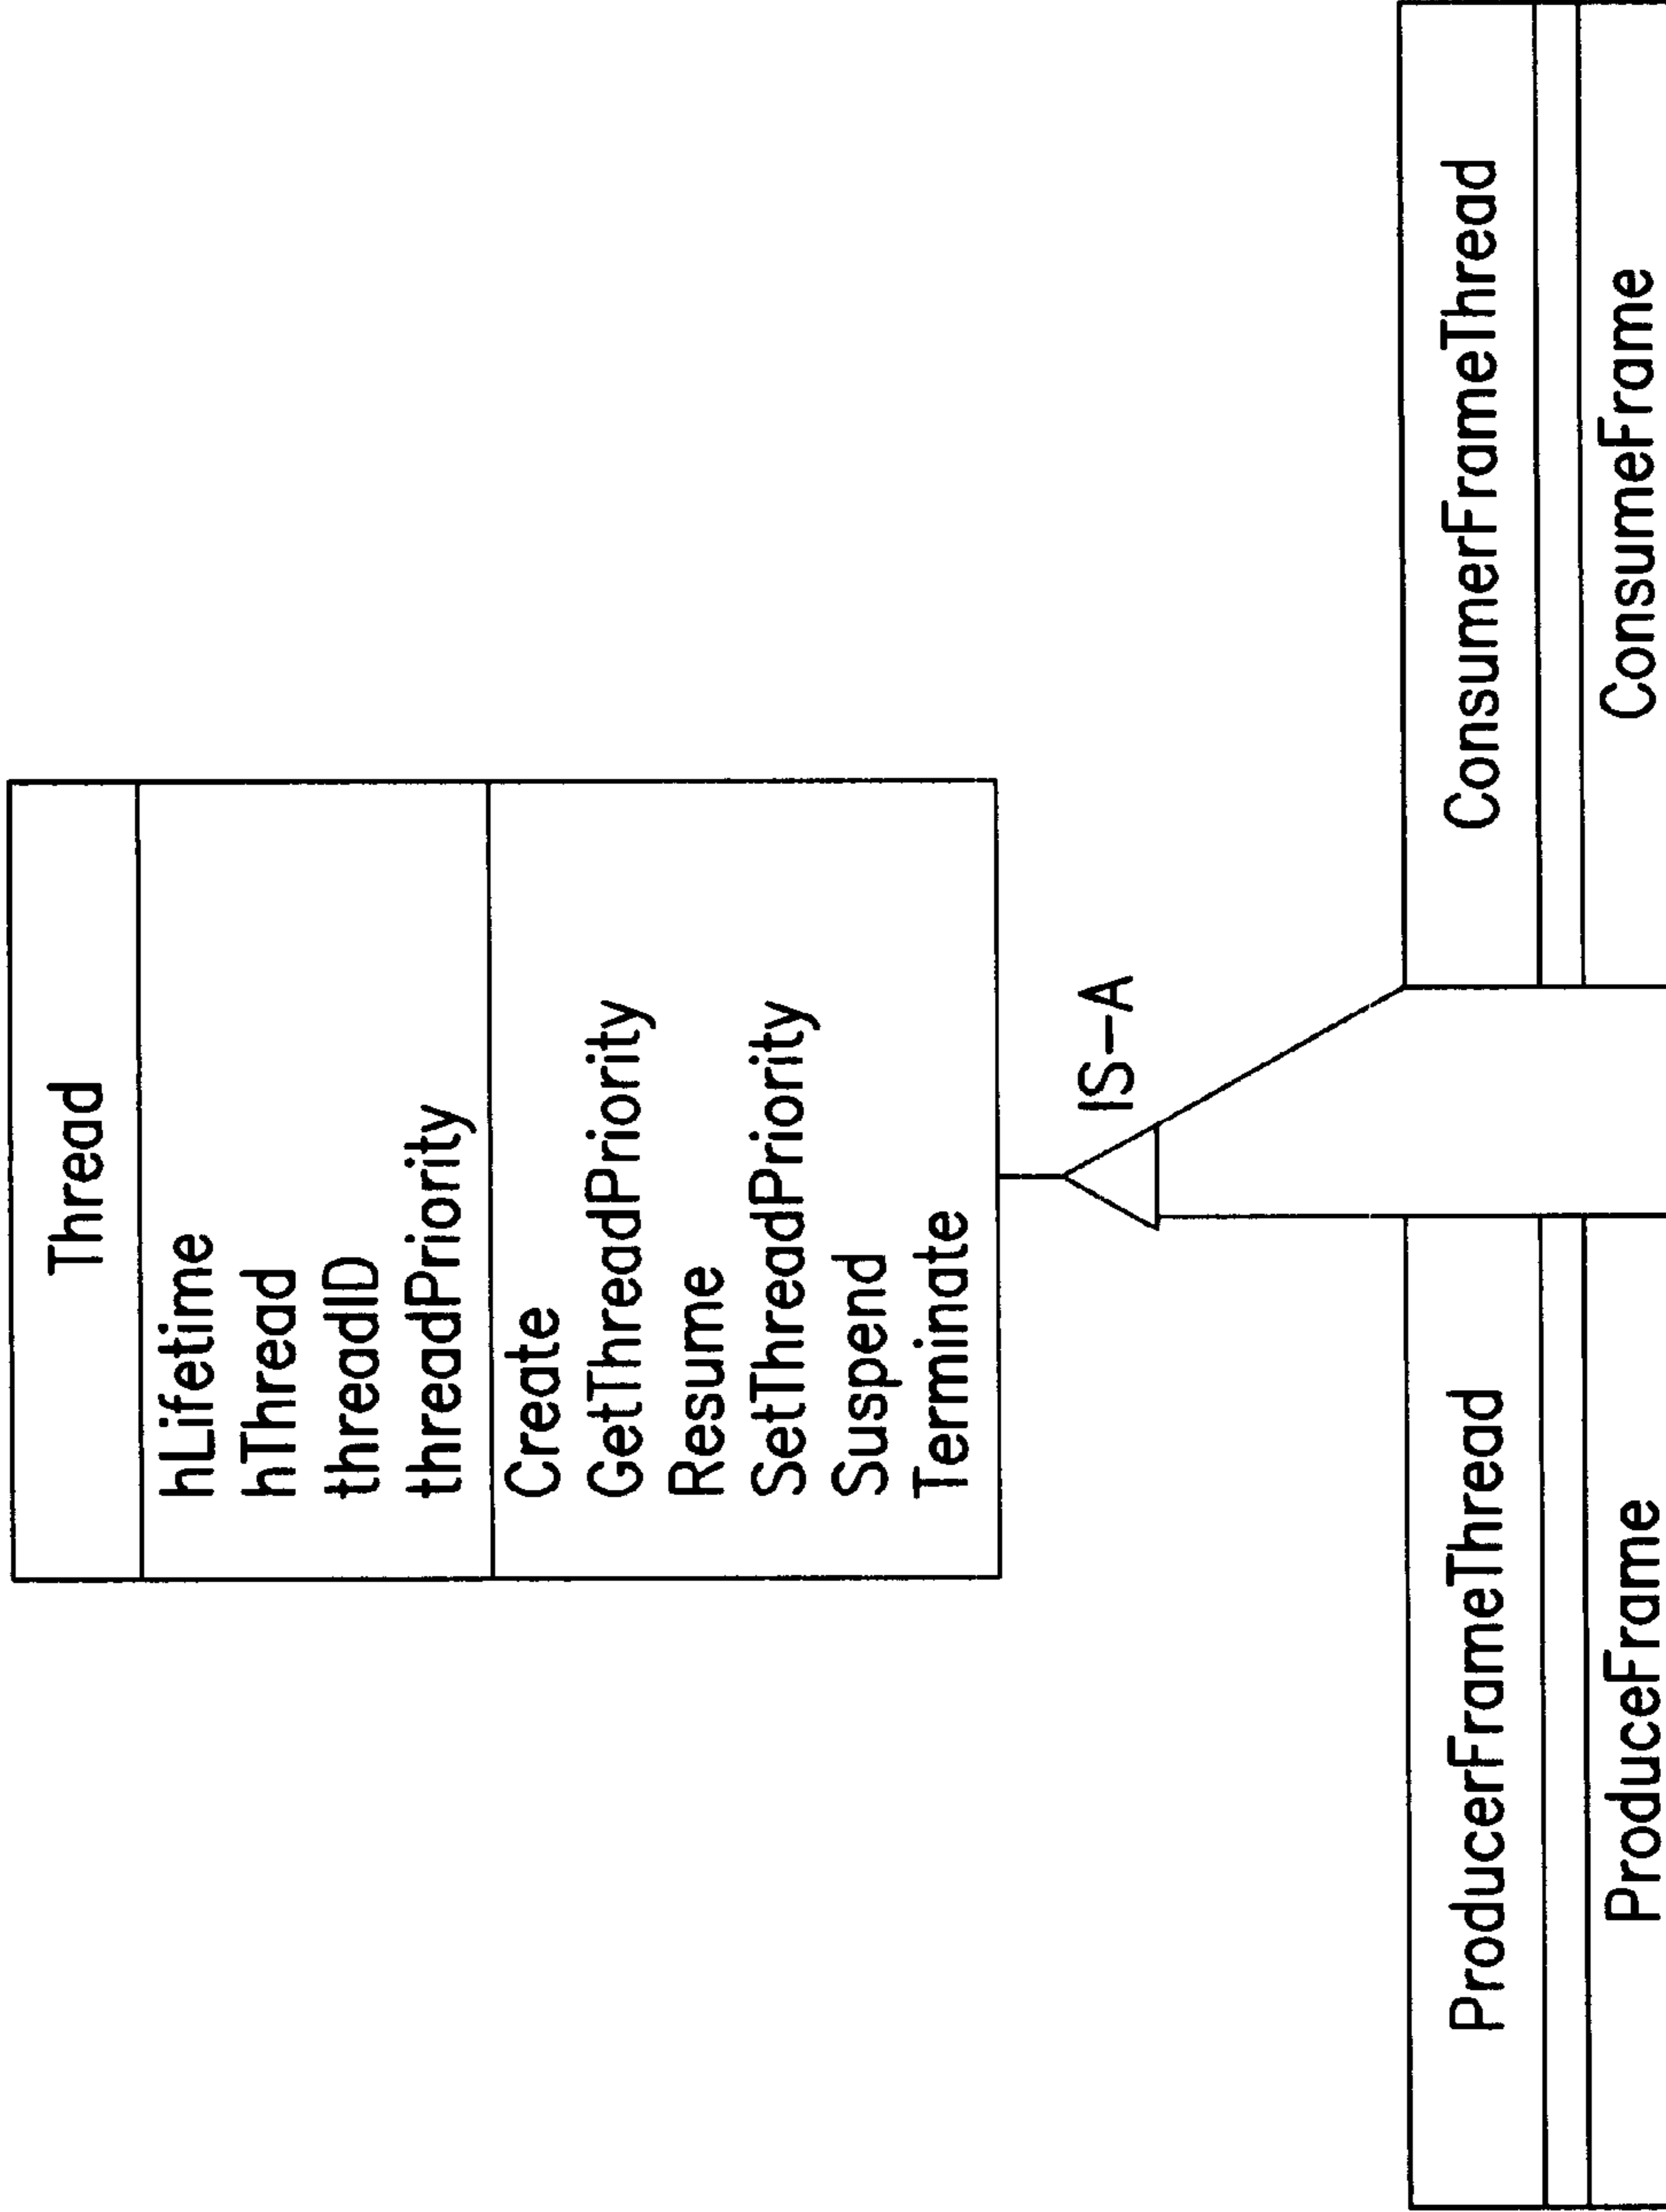 Thread
hLifetime
hThread
threadID
threadPriority
Create
GetThreadPriority
Resume
SetThreadPriority
Suspend
Terminate
IS-A
ProducerFrameThread
ProduceFrame
ConsumerFrameThread
ConsumeFrame